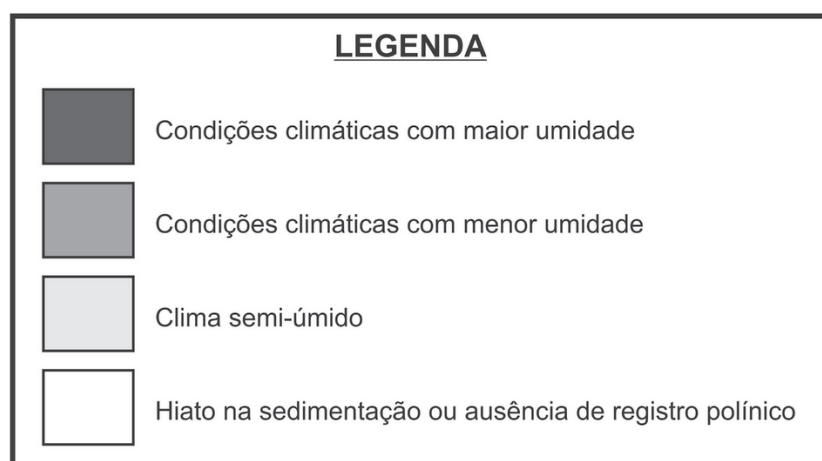 LEGENDA
Condições climáticas com maior umidade
Condições climáticas com menor umidade
Clima semi-úmido
Hiato na sedimentação ou ausência de registro polínico